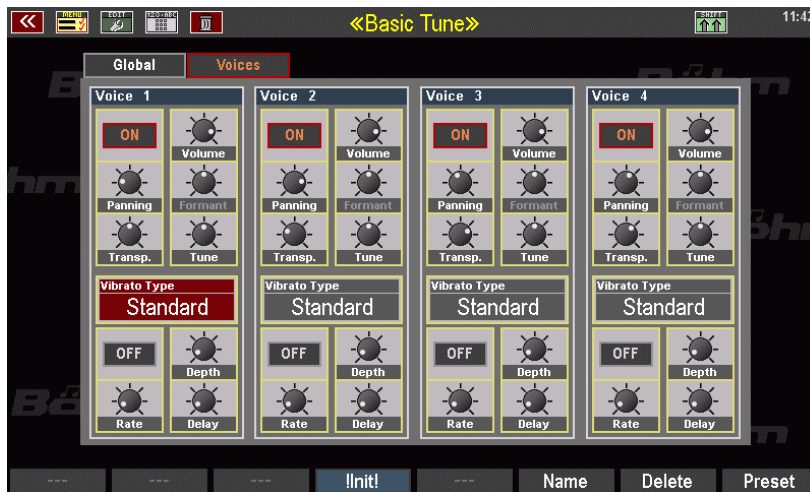 MENU
EDIT
123-ABC
«Basic Tune»
SHIFT
11:42
Global
Voices
Voice 1
ON
Volume
Panning
Formant
Transp.
Tune
Vibrato Type
Standard
OFF
Depth
Rate
Delay
Voice 2
ON
Volume
Panning
Formant
Transp.
Tune
Vibrato Type
Standard
OFF
Depth
Rate
Delay
Voice 3
ON
Volume
Panning
Formant
Transp.
Tune
Vibrato Type
Standard
OFF
Depth
Rate
Delay
Voice 4
ON
Volume
Panning
Formant
Transp.
Tune
Vibrato Type
Standard
OFF
Depth
Rate
Delay
--- --- --- !Init! --- Name Delete Preset